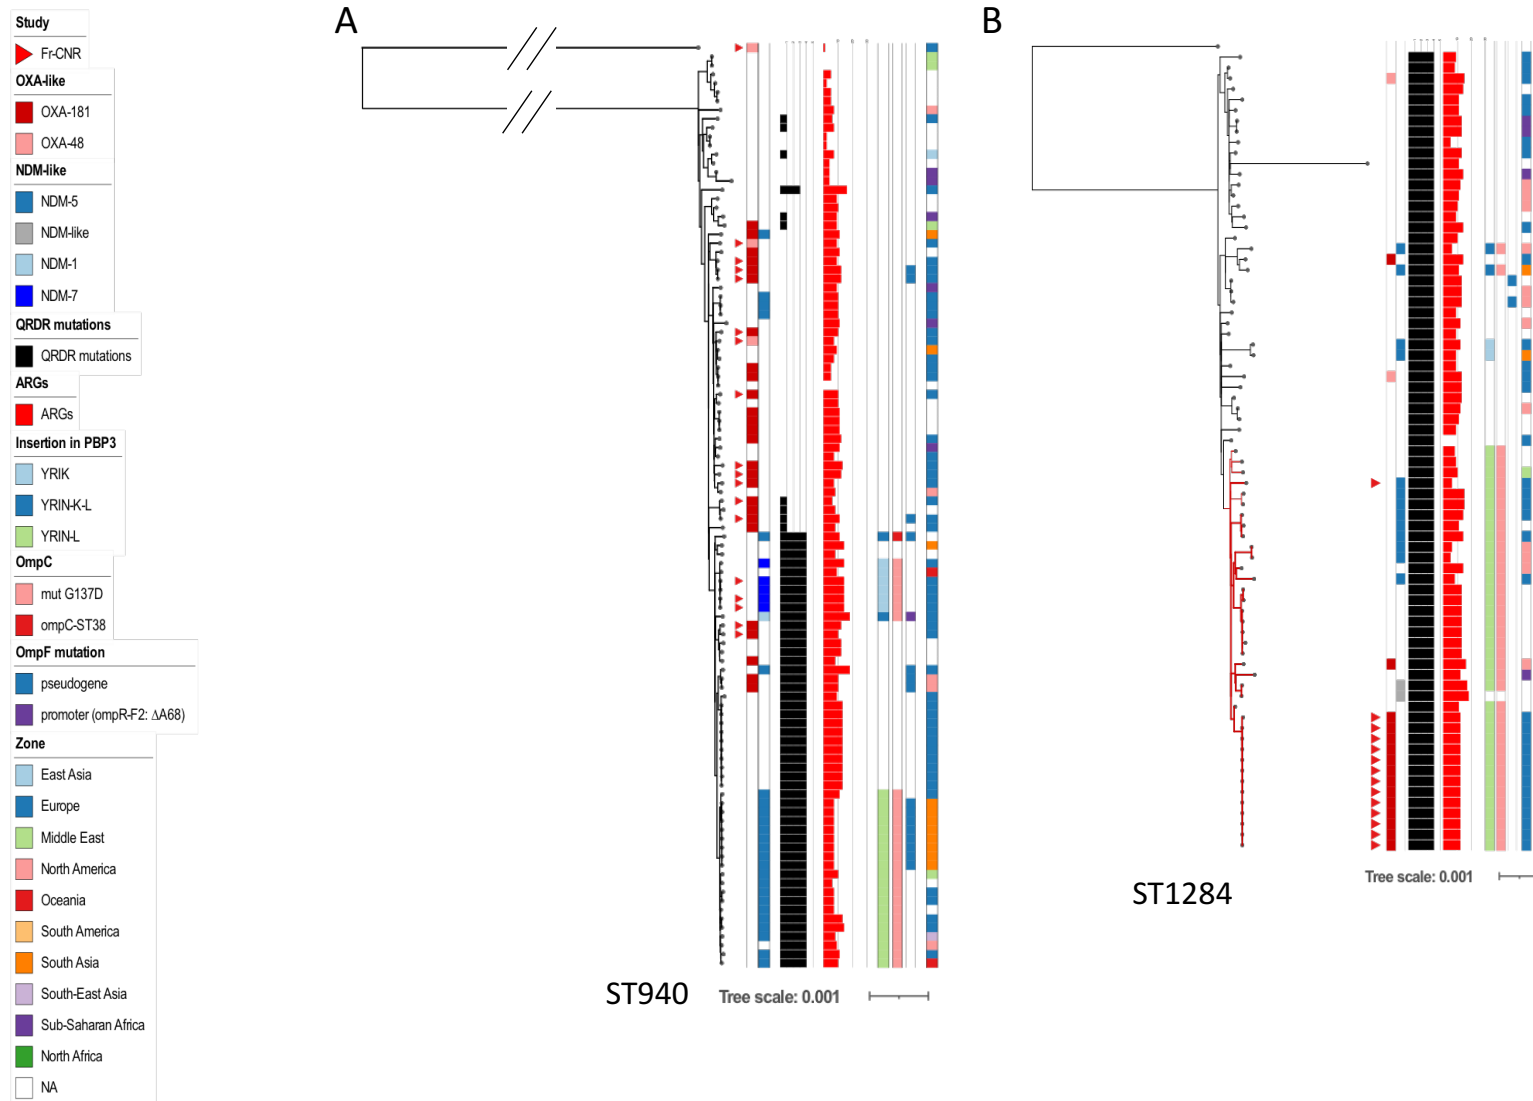 Study
Fr-CNR
OXA-like
OXA-181
OXA-48
NDM-like
NDM-5
NDM-like
NDM-1
NDM-7
QRDR mutations
QRDR mutations
ARGs
ARGs
Insertion in PBP3
YRIK
YRIN-K-L
YRIN-L
OmpC
mut G137D
ompC-ST38
OmpF mutation
pseudogene
promoter (ompR-F2: ΔA68)
Zone
East Asia
Europe
Middle East
North America
Oceania
South America
South Asia
South-East Asia
Sub-Saharan Africa
North Africa
NA
A
ST940
Tree scale: 0.001
B
ST1284
Tree scale: 0.001